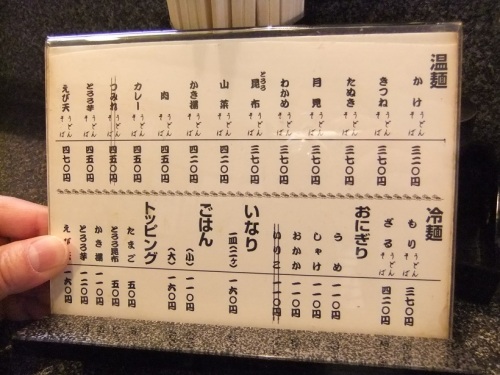 温麺
かけ うどん そば 三二〇円
きつね うどん そば 三七〇円
たぬき うどん そば 三七〇円
月見 うどん そば 三七〇円
わかめ うどん そば 三七〇円
とろろ昆布 うどん そば 三七〇円
山菜 うどん そば 四二〇円
かき揚 うどん そば 四二〇円
肉 うどん そば 四五〇円
カレー うどん そば 四五〇円
つみれ うどん そば 四五〇円
とろろ芋 うどん そば 四五〇円
えび天 うどん そば 四七〇円
冷麺
もり うどん そば 三七〇円
ざる うどん そば 四二〇円
おにぎり
うめ 一一〇円
しゃけ 一一〇円
おかか 一一〇円
一一〇円
いなり
一皿(二ケ) 一六〇円
ごはん
(小) 一一〇円
(大) 一六〇円
トッピング
たまご 五〇円
とろろ昆布 五〇円
かき揚 一〇〇円
とろろ芋 一二〇円
えび天 一六〇円